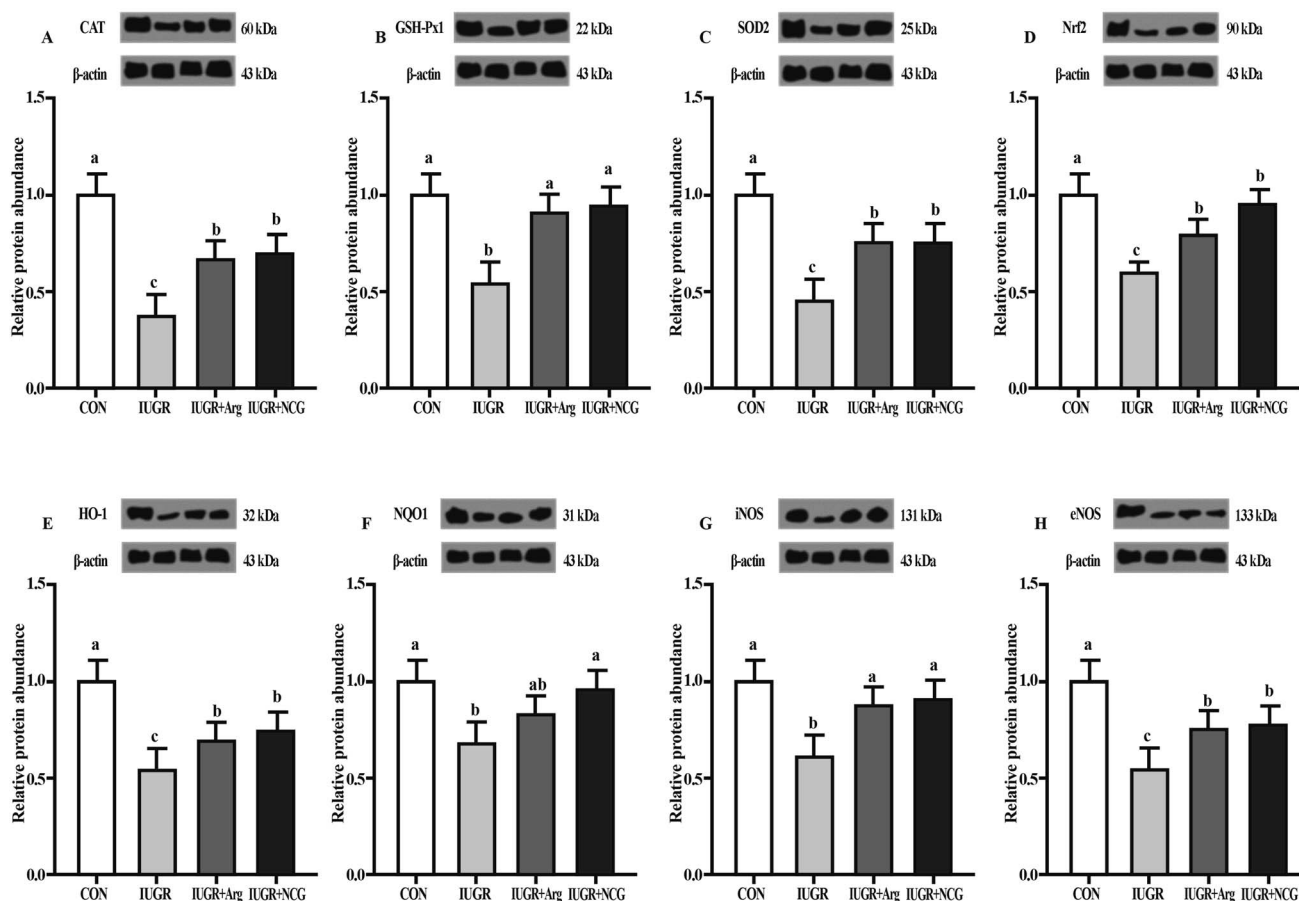 A CAT 60 kDa
β-actin 43 kDa
Relative protein abundance
1.5
1.0
0.5
0.0
a
c
b
b
CON IUGR IUGR+Arg IUGR+NCG
B GSH-Px1 22 kDa
β-actin 43 kDa
Relative protein abundance
1.5
1.0
0.5
0.0
a
b
a
a
CON IUGR IUGR+Arg IUGR+NCG
C SOD2 25 kDa
β-actin 43 kDa
Relative protein abundance
1.5
1.0
0.5
0.0
a
c
b
b
CON IUGR IUGR+Arg IUGR+NCG
D Nrf2 90 kDa
β-actin 43 kDa
Relative protein abundance
1.5
1.0
0.5
0.0
a
c
b
b
CON IUGR IUGR+Arg IUGR+NCG
E HO-1 32 kDa
β-actin 43 kDa
Relative protein abundance
1.5
1.0
0.5
0.0
a
c
b
b
CON IUGR IUGR+Arg IUGR+NCG
F NQO1 31 kDa
β-actin 43 kDa
Relative protein abundance
1.5
1.0
0.5
0.0
a
b
ab
a
CON IUGR IUGR+Arg IUGR+NCG
G iNOS 131 kDa
β-actin 43 kDa
Relative protein abundance
1.5
1.0
0.5
0.0
a
b
a
a
CON IUGR IUGR+Arg IUGR+NCG
H eNOS 133 kDa
β-actin 43 kDa
Relative protein abundance
1.5
1.0
0.5
0.0
a
c
b
b
CON IUGR IUGR+Arg IUGR+NCG